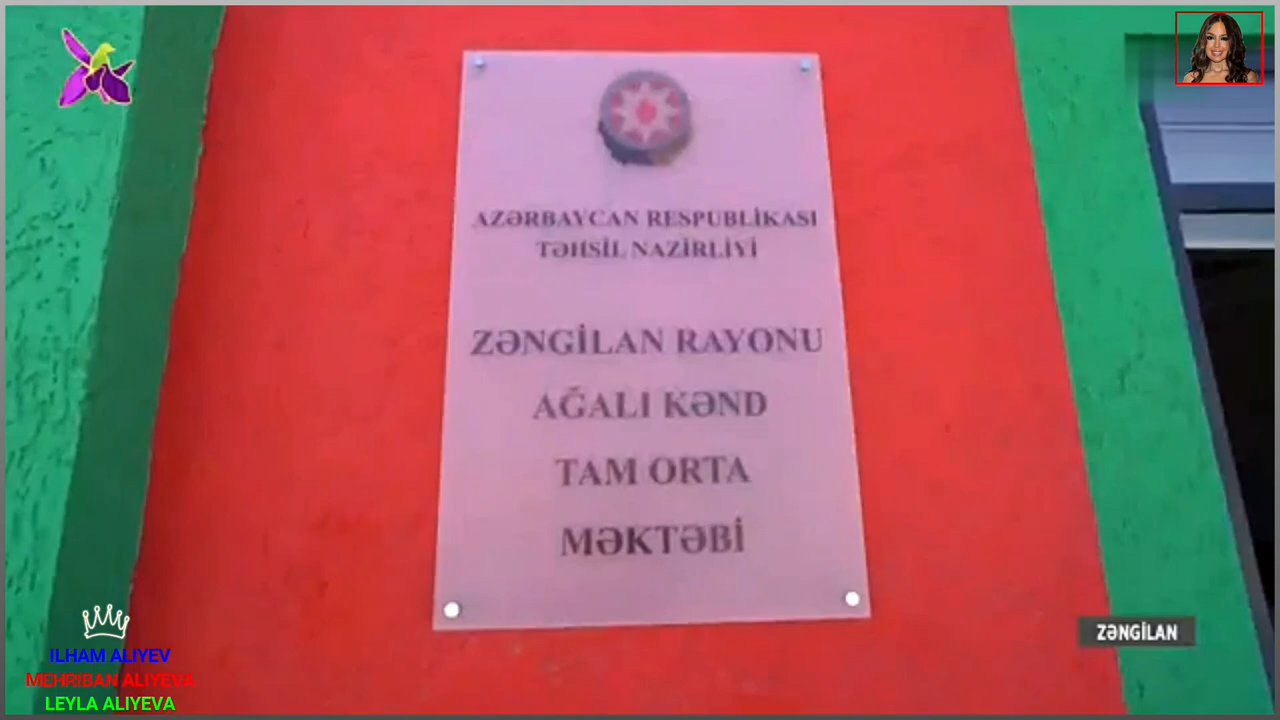 AZƏRBAYCAN RESPUBLİKASI
TƏHSİL NAZİRLİYİ
ZƏNGİLAN RAYONU
AĞALI KƏND
TAM ORTA
MƏKTƏBİ
ZƏNGİLAN
ILHAM ALIYEV
MEHRIBAN ALIYEVA
LEYLA ALIYEVA